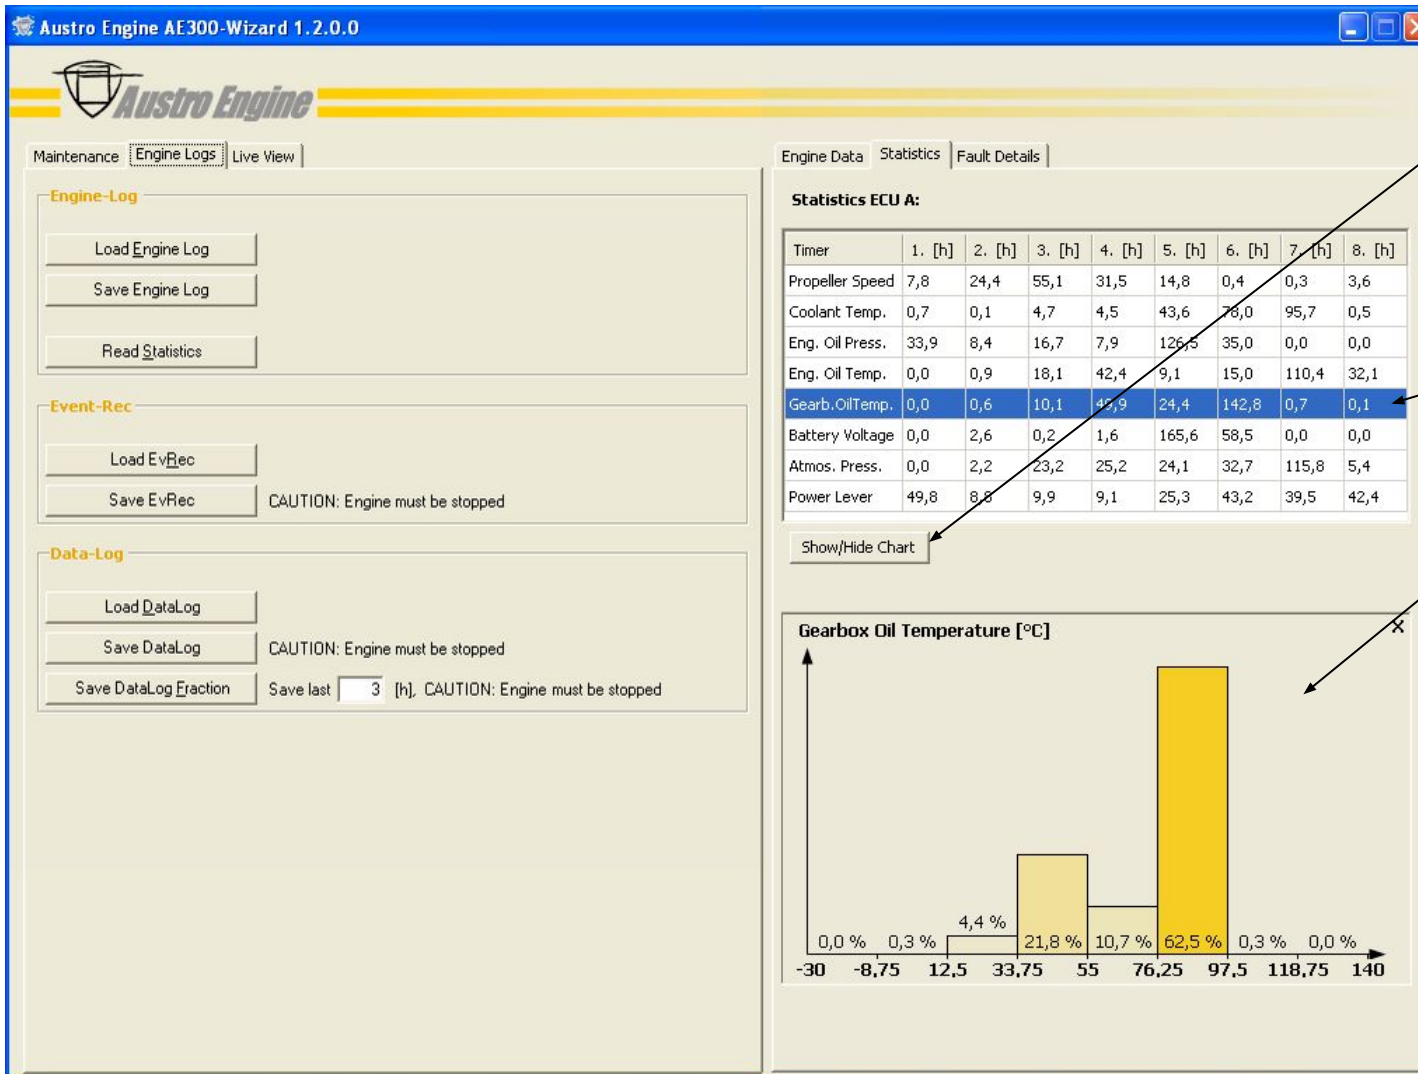 Austro Engine AE300-Wizard 1.2.0.0
Austro Engine
Maintenance Engine Logs Live View
Engine-Log
Load Engine Log
Save Engine Log
Read Statistics
Event-Rec
Load EvRec
Save EvRec CAUTION: Engine must be stopped
Data-Log
Load DataLog
Save DataLog CAUTION: Engine must be stopped
Save DataLog Fraction Save last 3 [h], CAUTION: Engine must be stopped
Engine Data Statistics Fault Details
Statistics ECU A:
Timer 1. [h] 2. [h] 3. [h] 4. [h] 5. [h] 6. [h] 7. [h] 8. [h]
Propeller Speed 7,8 24,4 55,1 31,5 14,8 0,4 0,3 3,6
Coolant Temp. 0,7 0,1 4,7 4,5 43,6 78,0 95,7 0,5
Eng. Oil Press. 33,9 8,4 16,7 7,9 126,5 35,0 0,0 0,0
Eng. Oil Temp. 0,0 0,9 18,1 42,4 9,1 15,0 110,4 32,1
Gearb.OilTemp. 0,0 0,6 10,1 49,9 24,4 142,8 0,7 0,1
Battery Voltage 0,0 2,6 0,2 1,6 165,6 58,5 0,0 0,0
Atmos. Press. 0,0 2,2 23,2 25,2 24,1 32,7 115,8 5,4
Power Lever 49,8 8,8 9,9 9,1 25,3 43,2 39,5 42,4
Show/Hide Chart
Gearbox Oil Temperature [°C]
0,0 % 0,3 % 4,4 % 21,8 % 10,7 % 62,5 % 0,3 % 0,0 %
-30 -8,75 12,5 33,75 55 76,25 97,5 118,75 140